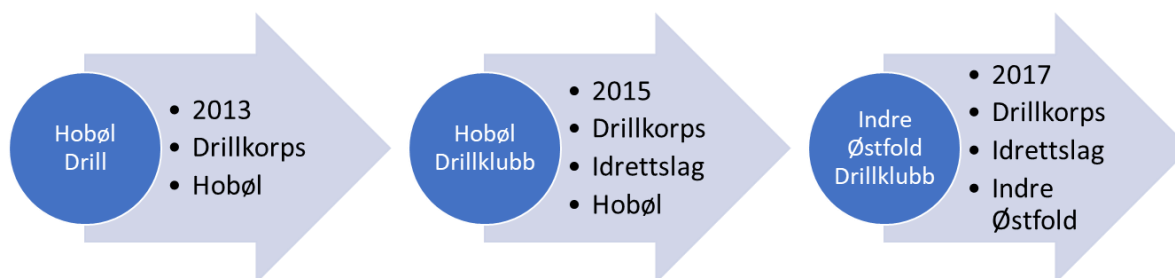 Hobøl
Drill
• 2013
• Drillkorps
• Hobøl
Hobøl
Drillklubb
• 2015
• Drillkorps
• Idrettslag
• Hobøl
Indre
Østfold
Drillklubb
• 2017
• Drillkorps
• Idrettslag
• Indre
Østfold